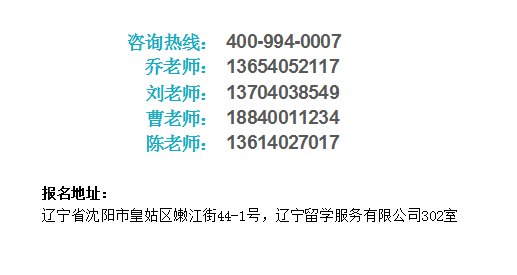 咨询热线： 400-994-0007
乔老师： 13654052117
刘老师： 13704038549
曹老师： 18840011234
陈老师： 13614027017
报名地址：
辽宁省沈阳市皇姑区嫩江街44-1号，辽宁留学服务有限公司302室